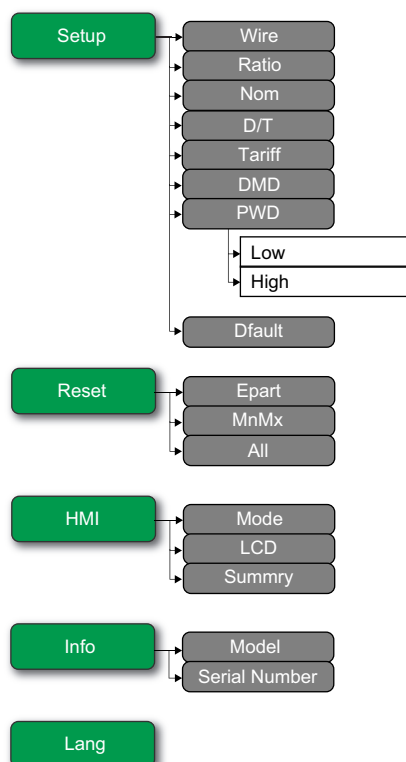 Setup
Wire
Ratio
Nom
D/T
Tariff
DMD
PWD
Low
High
Dfault
Reset
Epart
MnMx
All
HMI
Mode
LCD
Summry
Info
Model
Serial Number
Lang